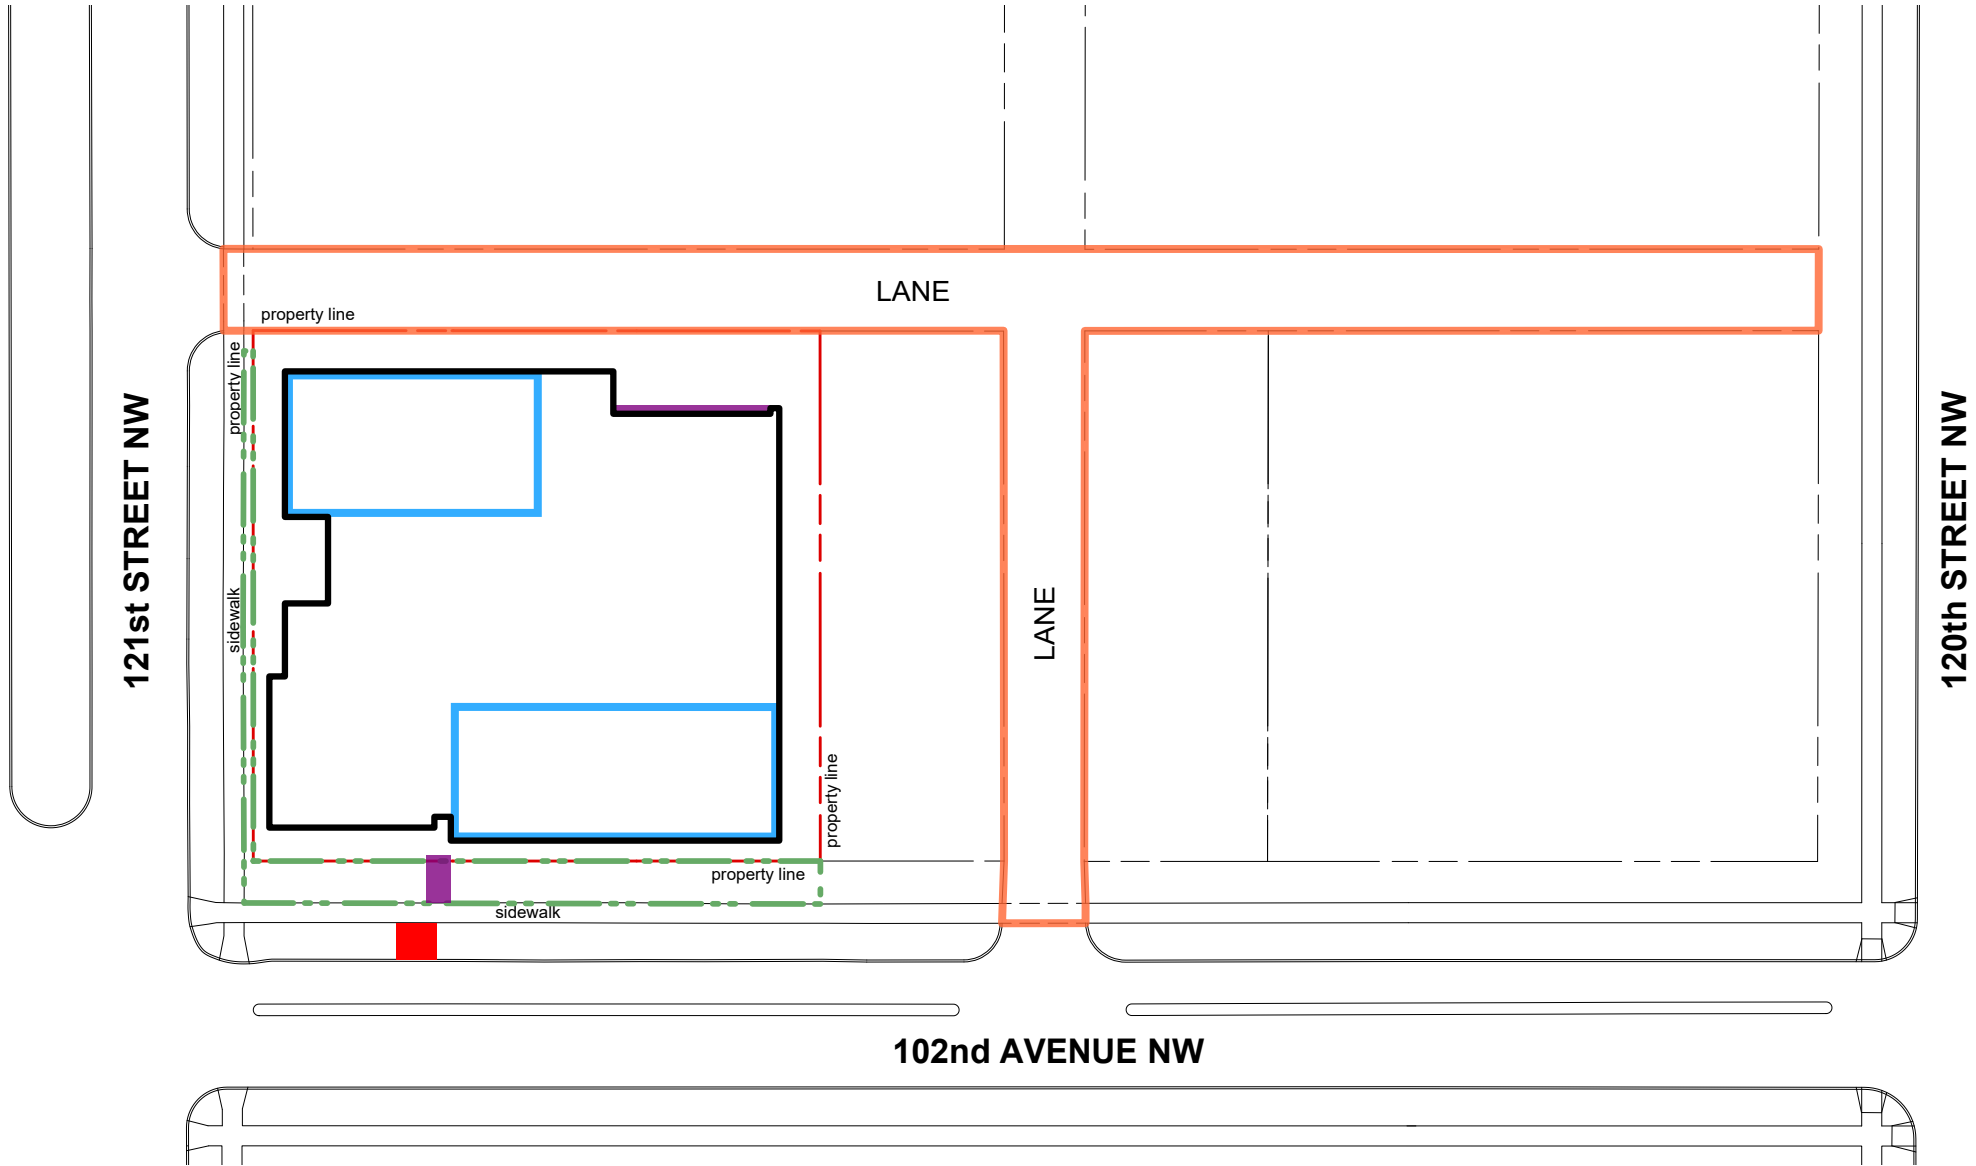 LANE
property line
property line
121st STREET NW
120th STREET NW
sidewalk
LANE
property line
property line
sidewalk
102nd AVENUE NW